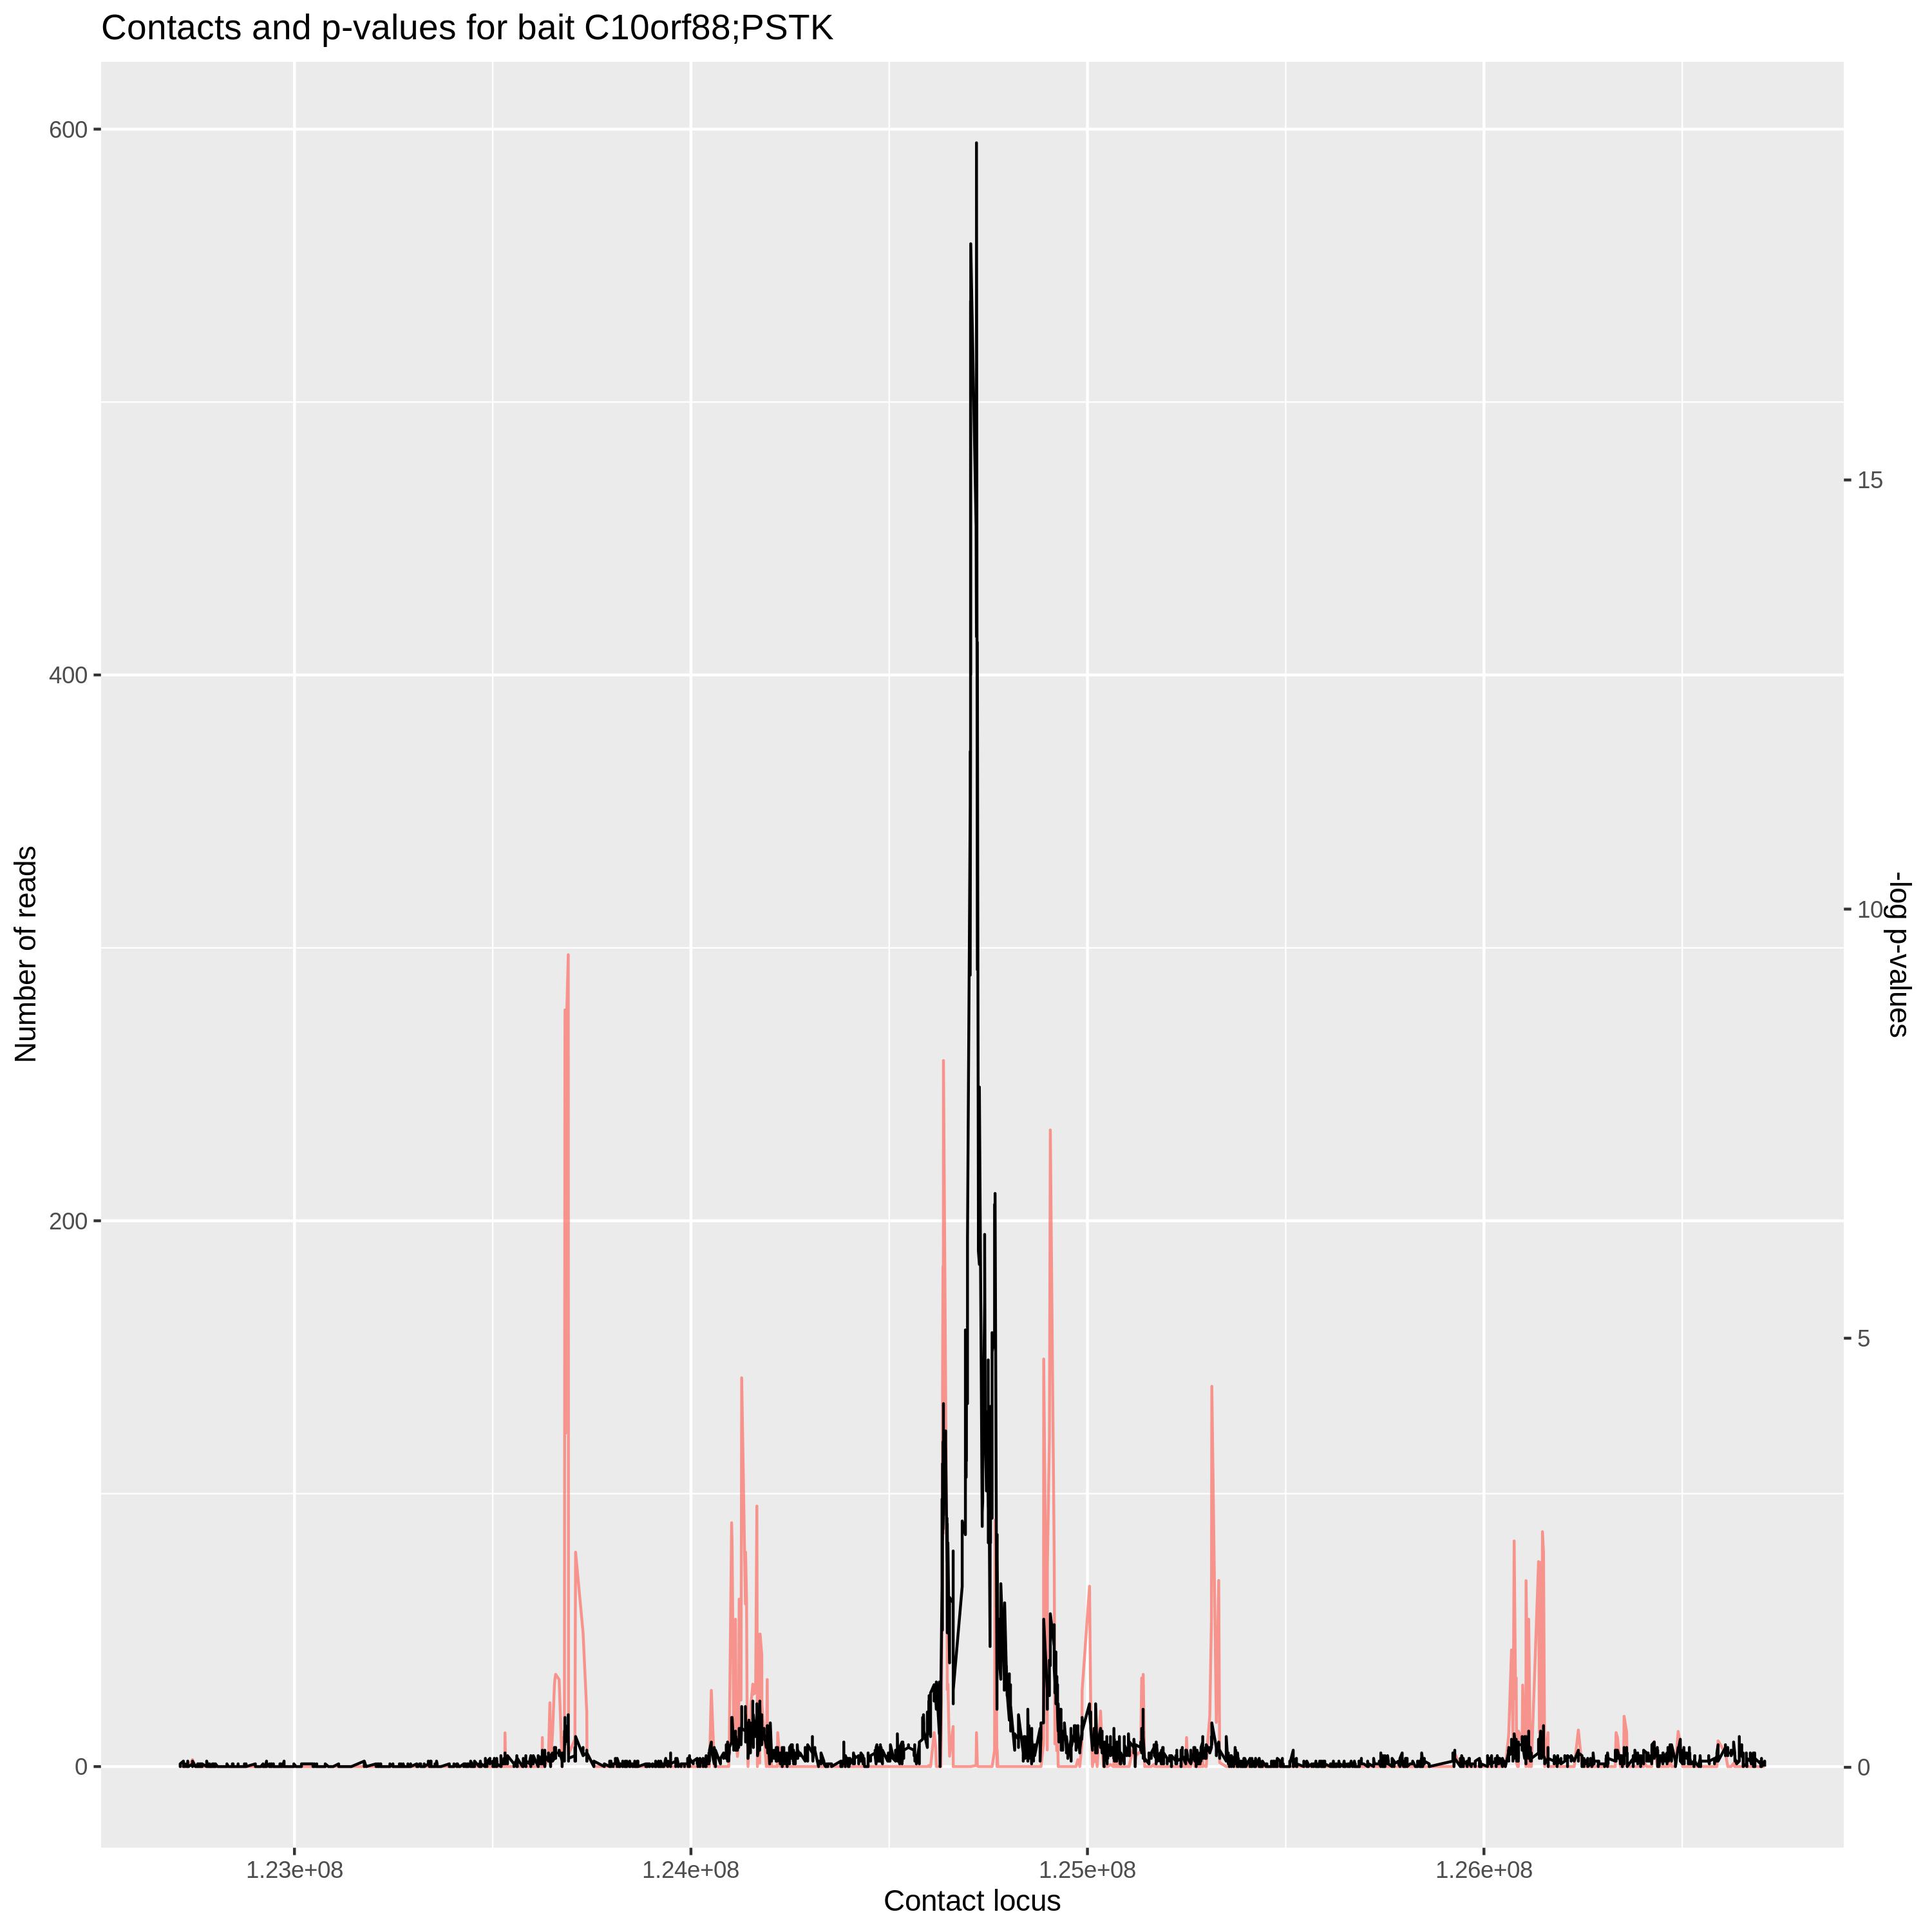 Contacts and p-values for bait C10orf88;PSTK
600
400
200
0
Number of reads
15
10
5
0
-log p-values
1.23e+08
1.24e+08
1.25e+08
1.26e+08
Contact locus